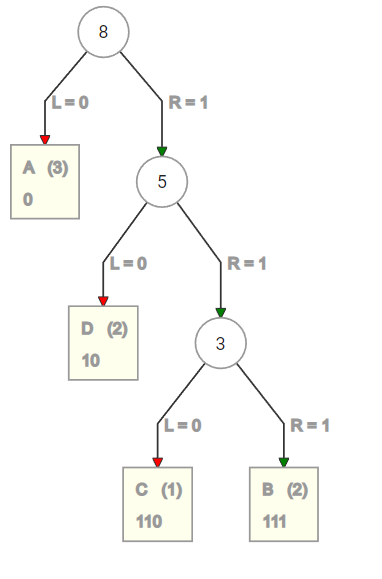 8
L = 0
R = 1
A (3)
0
5
L = 0
R = 1
D (2)
10
3
L = 0
R = 1
C (1)
110
B (2)
111